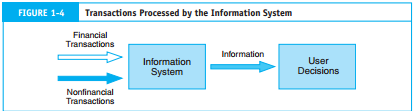 FIGURE 1-4
Transactions Processed by the Information System
Financial
Transactions
Information
System
Information
User
Decisions
Nonfinancial
Transactions